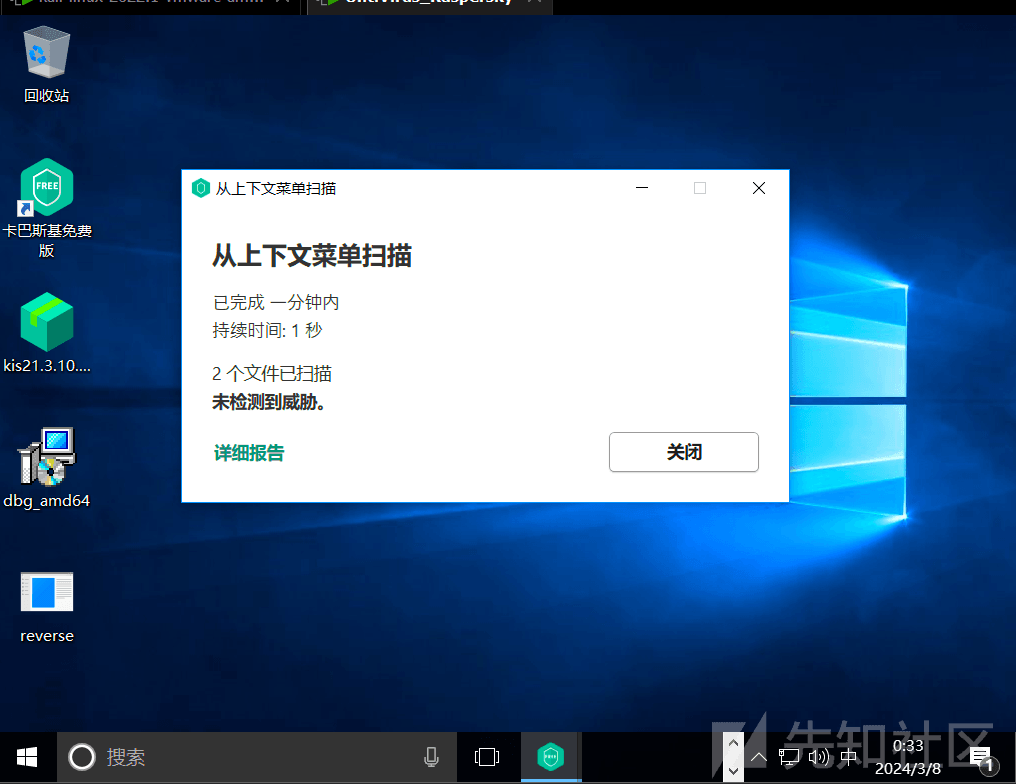 回收站
FREE
卡巴斯基免费
版
kis21.3.10....
dbg_amd64
reverse
从上下文菜单扫描
从上下文菜单扫描
已完成 一分钟内
持续时间: 1 秒
2 个文件已扫描
未检测到威胁。
详细报告
关闭
搜索
中
0:33
2024/3/8
1
先知社区